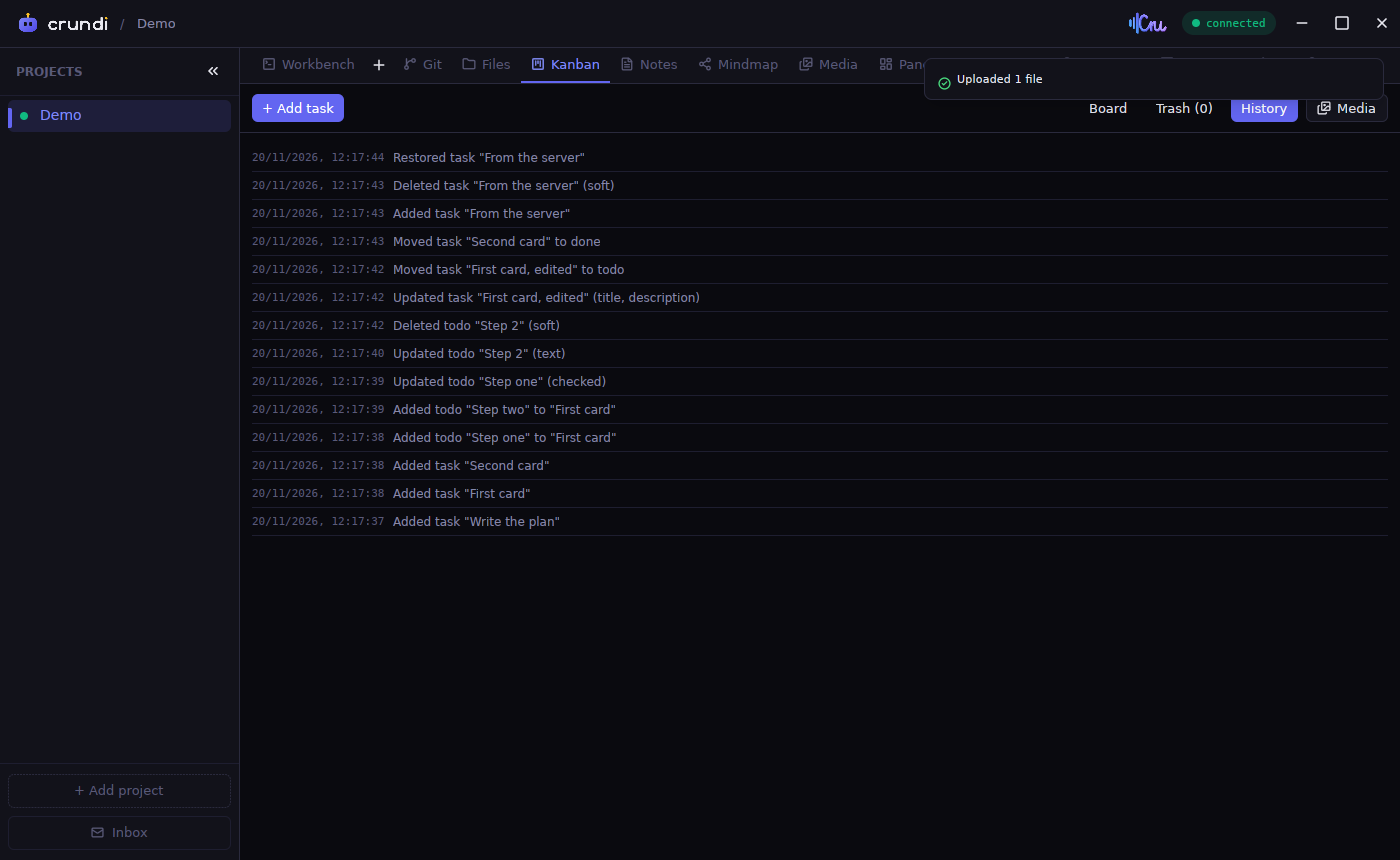 crundi / Demo
Cru
connected
PROJECTS
Workbench
Git
Files
Kanban
Notes
Mindmap
Media
Uploaded 1 file
Demo
+ Add task
Board
Trash (0)
History
Media
20/11/2026, 12:17:44 Restored task "From the server"
20/11/2026, 12:17:43 Deleted task "From the server" (soft)
20/11/2026, 12:17:43 Added task "From the server"
20/11/2026, 12:17:43 Moved task "Second card" to done
20/11/2026, 12:17:42 Moved task "First card, edited" to todo
20/11/2026, 12:17:42 Updated task "First card, edited" (title, description)
20/11/2026, 12:17:42 Deleted todo "Step 2" (soft)
20/11/2026, 12:17:40 Updated todo "Step 2" (text)
20/11/2026, 12:17:39 Updated todo "Step one" (checked)
20/11/2026, 12:17:39 Added todo "Step two" to "First card"
20/11/2026, 12:17:38 Added todo "Step one" to "First card"
20/11/2026, 12:17:38 Added task "Second card"
20/11/2026, 12:17:38 Added task "First card"
20/11/2026, 12:17:37 Added task "Write the plan"
+ Add project
Inbox